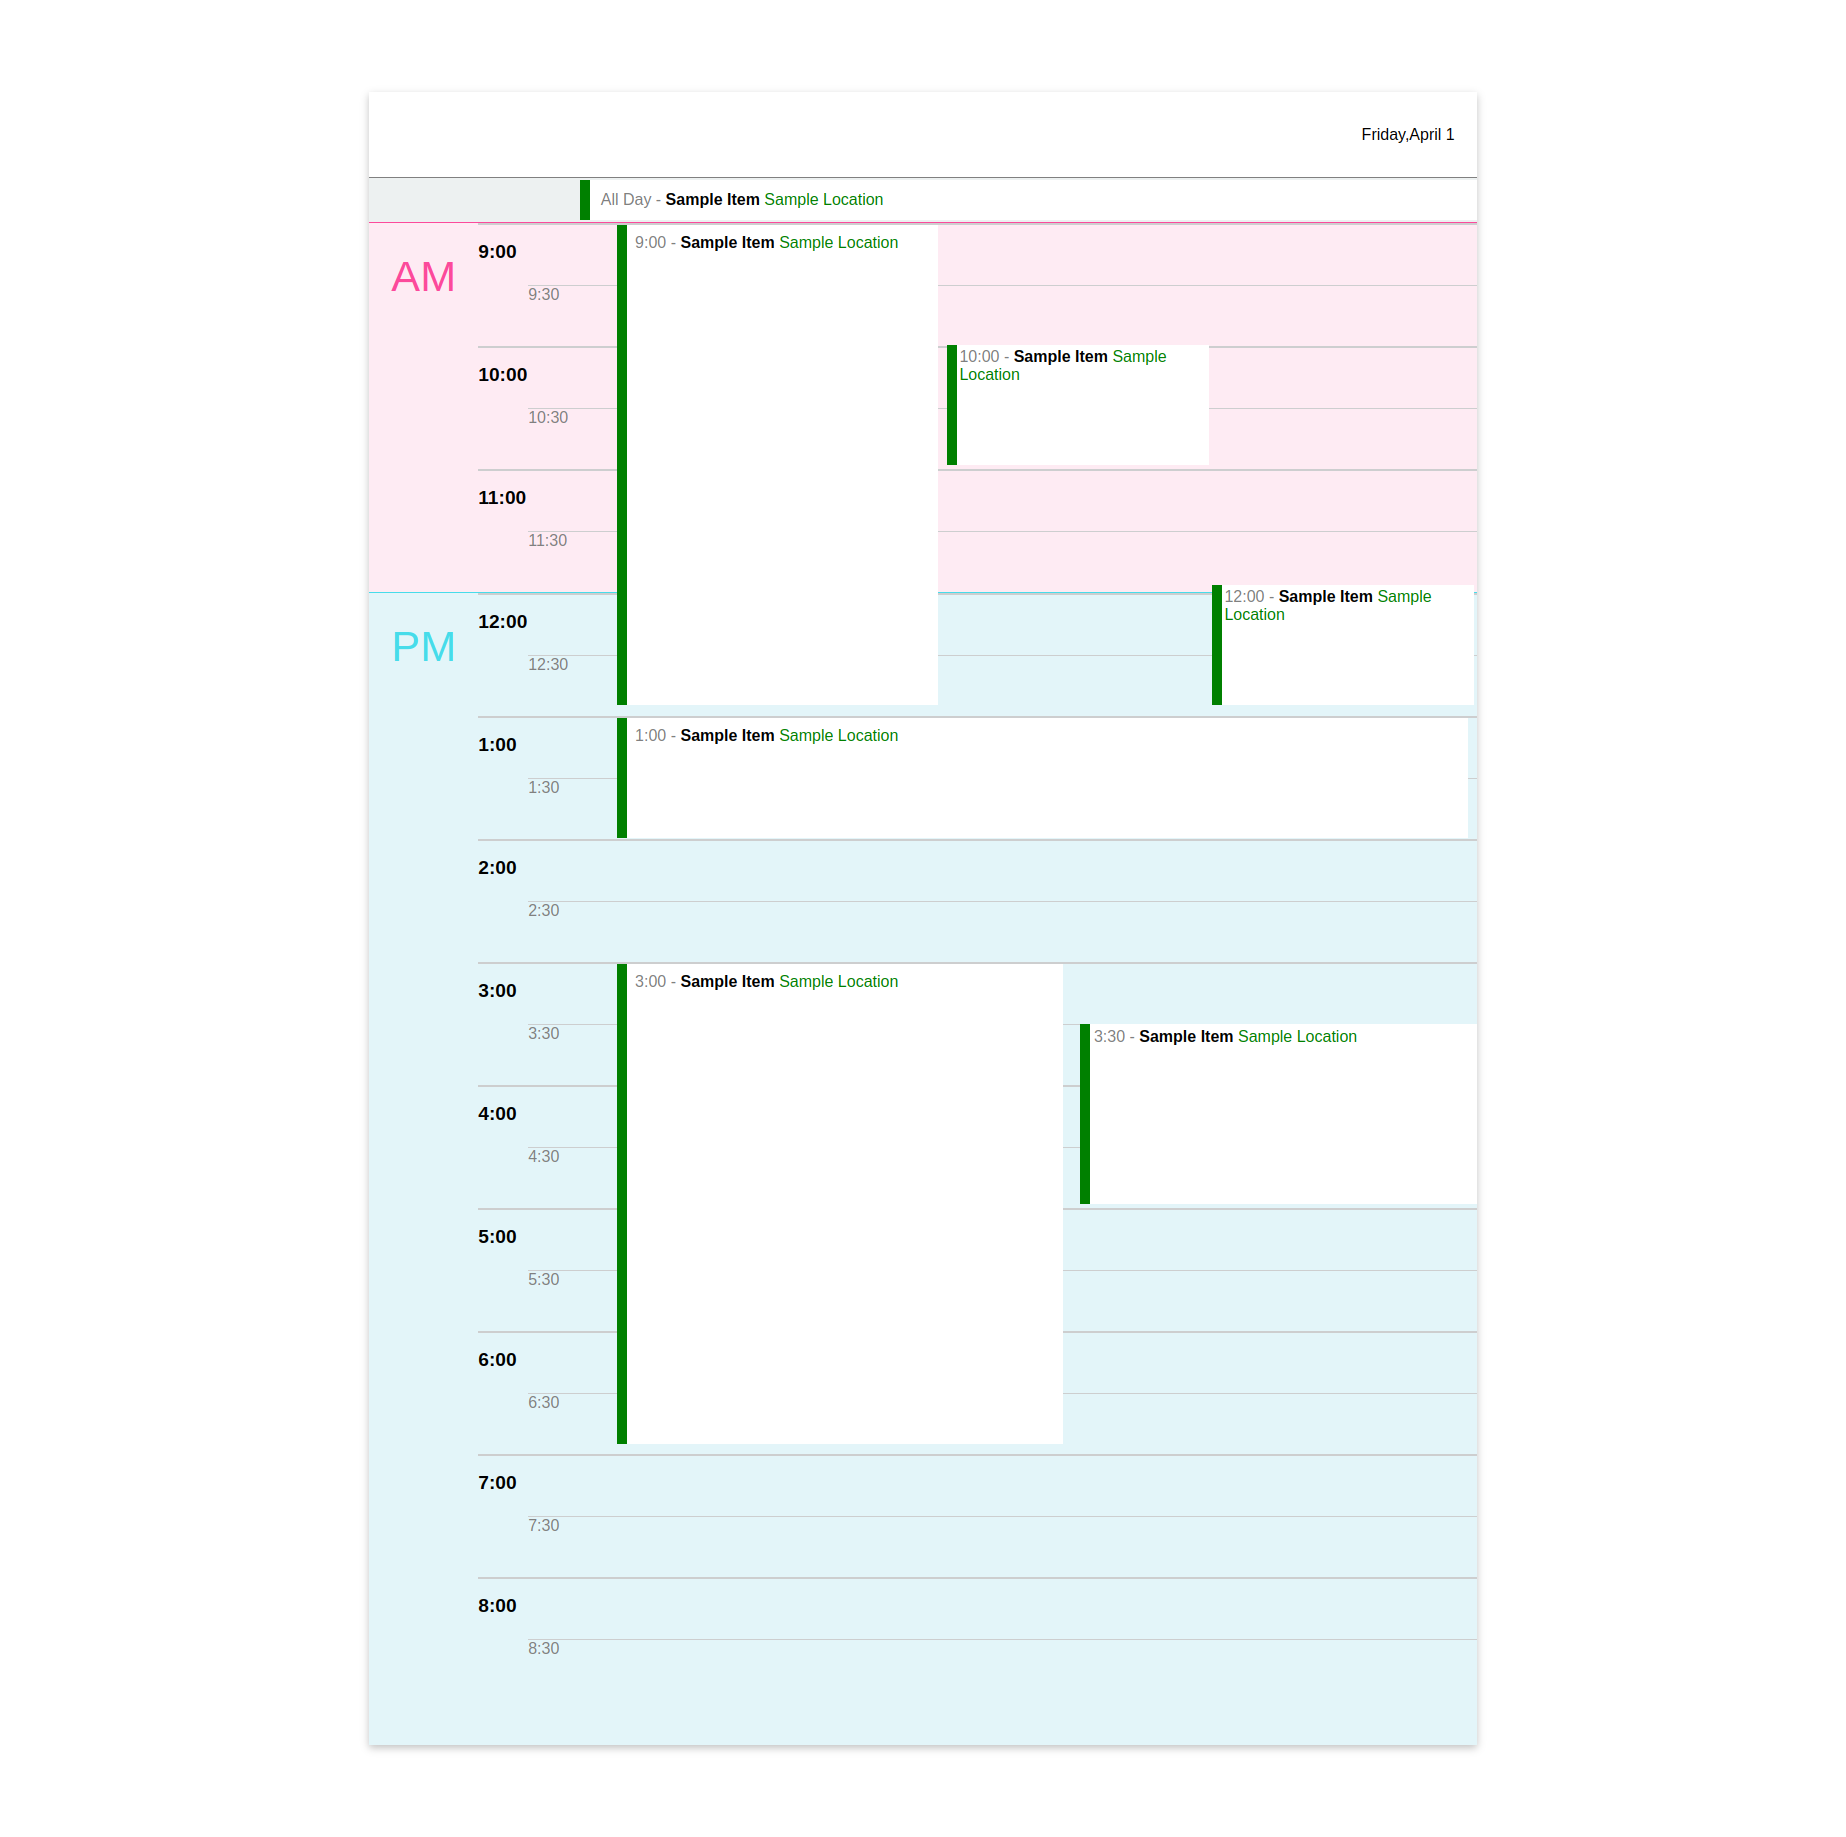 Friday,April 1
All Day - Sample Item Sample Location
AM
9:00
9:00 - Sample Item Sample Location
9:30
10:00
10:00 - Sample Item Sample
Location
10:30
11:00
11:30
PM
12:00
12:00 - Sample Item Sample
Location
12:30
1:00
1:00 - Sample Item Sample Location
1:30
2:00
2:30
3:00
3:00 - Sample Item Sample Location
3:30
3:30 - Sample Item Sample Location
4:00
4:30
5:00
5:30
6:00
6:30
7:00
7:30
8:00
8:30